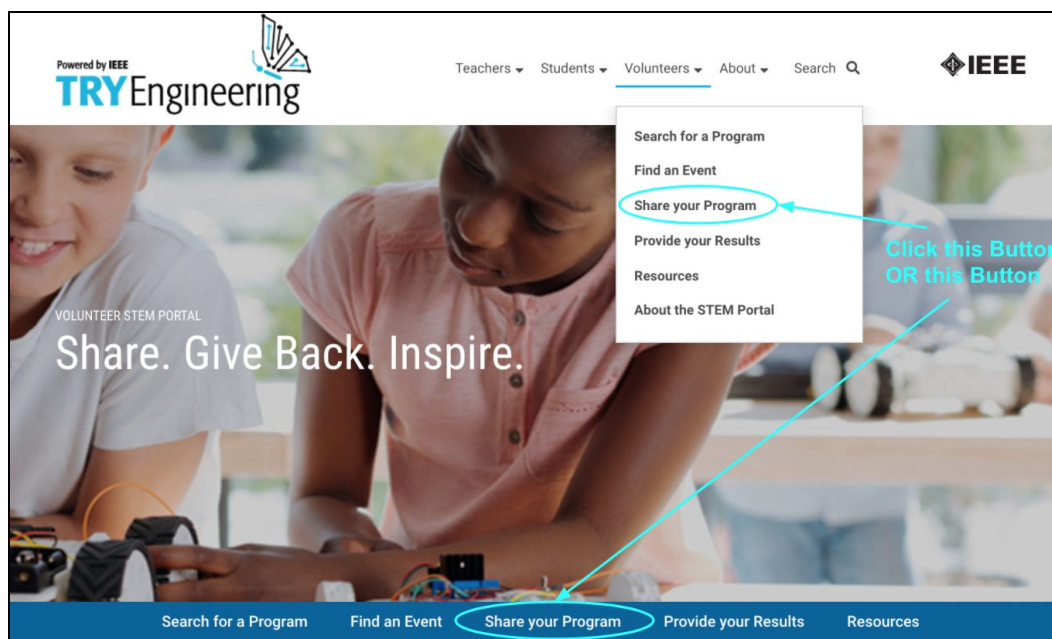 Powered by IEEE
TRYEngineering
Teachers Students Volunteers About Search
IEEE
Search for a Program
Find an Event
Share your Program
Provide your Results
Resources
About the STEM Portal
Click this Button
OR this Button
VOLUNTEER STEM PORTAL
Share. Give Back. Inspire.
Search for a Program Find an Event Share your Program Provide your Results Resources